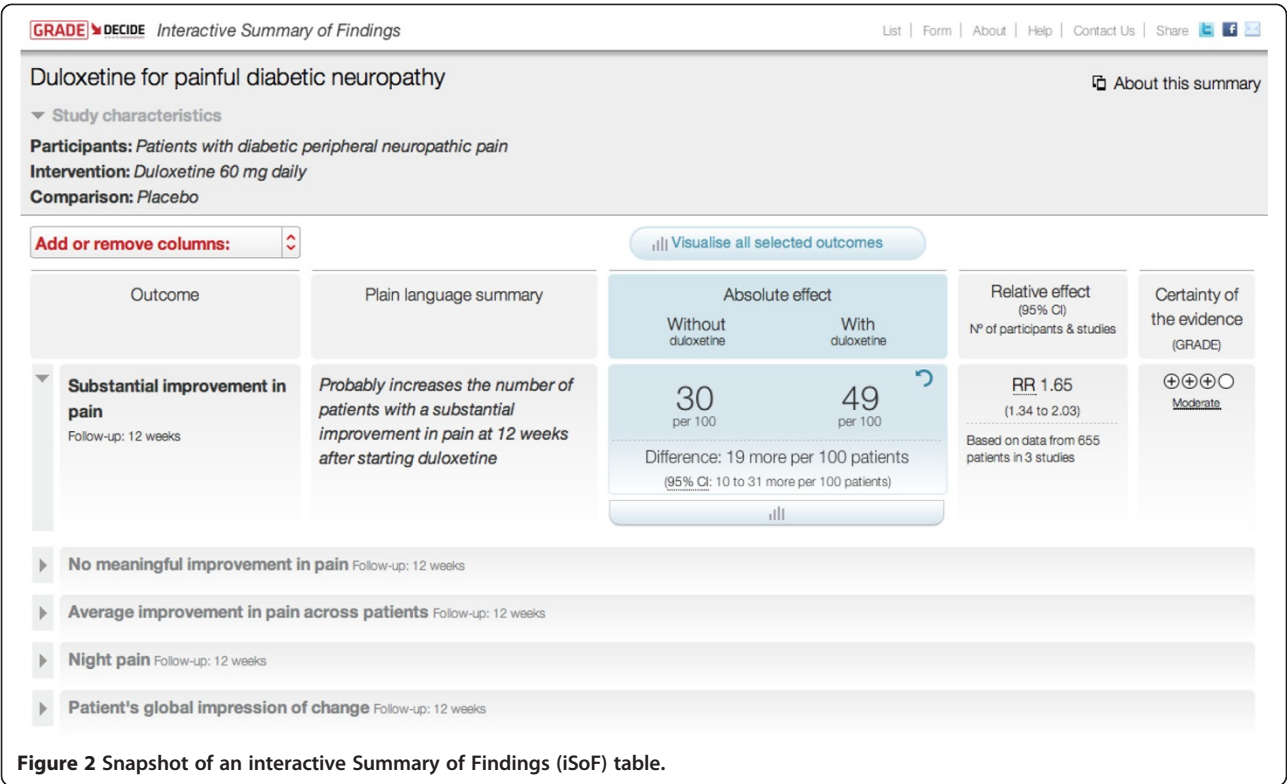 GRADE DECIDE Interactive Summary of Findings
List | Form | About | Help | Contact Us | Share
Duloxetine for painful diabetic neuropathy
About this summary
Study characteristics
Participants: Patients with diabetic peripheral neuropathic pain
Intervention: Duloxetine 60 mg daily
Comparison: Placebo
Add or remove columns:
Visualise all selected outcomes
Outcome
Plain language summary
Absolute effect
Without
duloxetine
With
duloxetine
Relative effect
(95% CI)
Nº of participants & studies
Certainty of
the evidence
(GRADE)
Substantial improvement in
pain
Follow-up: 12 weeks
Probably increases the number of
patients with a substantial
improvement in pain at 12 weeks
after starting duloxetine
30
per 100
49
per 100
Difference: 19 more per 100 patients
(95% CI: 10 to 31 more per 100 patients)
RR 1.65
(1.34 to 2.03)
Based on data from 655
patients in 3 studies
Moderate
No meaningful improvement in pain Follow-up: 12 weeks
Average improvement in pain across patients Follow-up: 12 weeks
Night pain Follow-up: 12 weeks
Patient's global impression of change Follow-up: 12 weeks
Figure 2 Snapshot of an interactive Summary of Findings (iSoF) table.